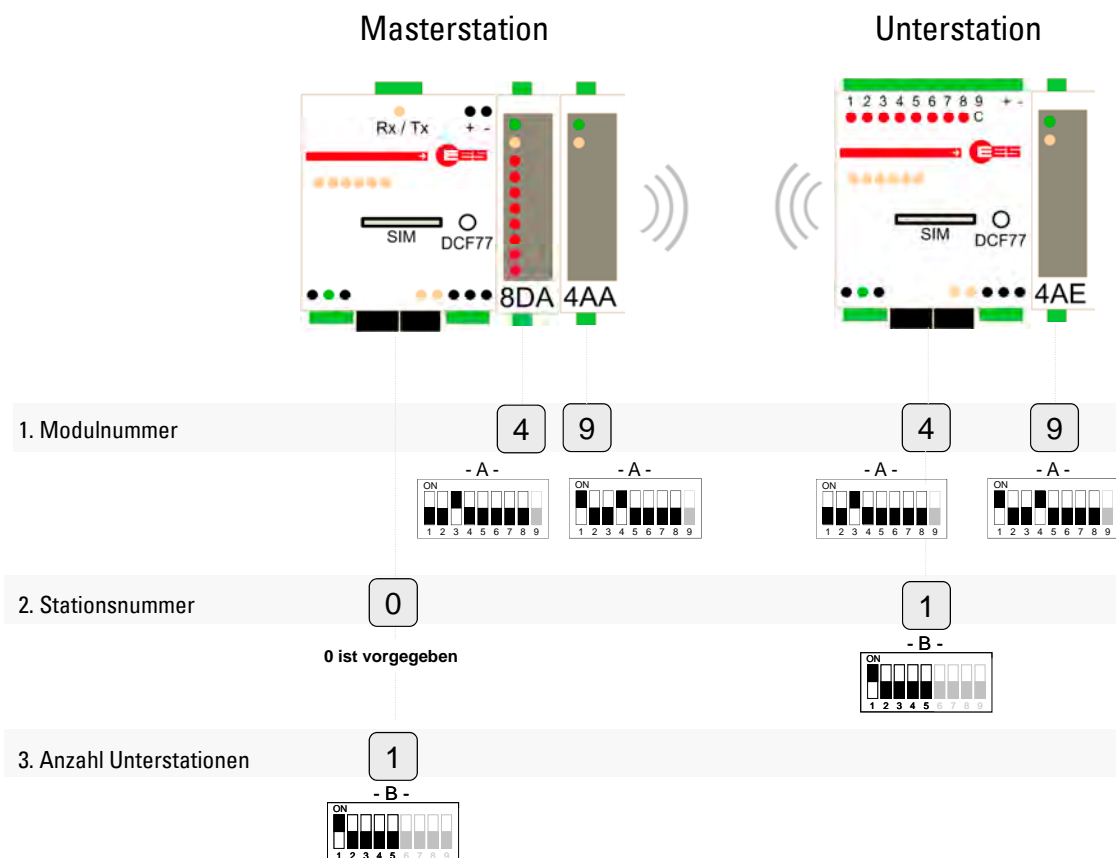 Masterstation Unterstation
Rx / Tx + -
EES
SIM
DCF77
8DA 4AA
1 2 3 4 5 6 7 8 9 + -
C
EES
SIM
DCF77
4AE
1. Modulnummer 4 9 4 9
- A - - A - - A - - A -
ON ON ON ON
1 2 3 4 5 6 7 8 9 1 2 3 4 5 6 7 8 9 1 2 3 4 5 6 7 8 9 1 2 3 4 5 6 7 8 9
2. Stationsnummer 0 1
0 ist vorgegeben
- B -
ON
1 2 3 4 5 6 7 8 9
3. Anzahl Unterstationen 1
- B -
ON
1 2 3 4 5 6 7 8 9